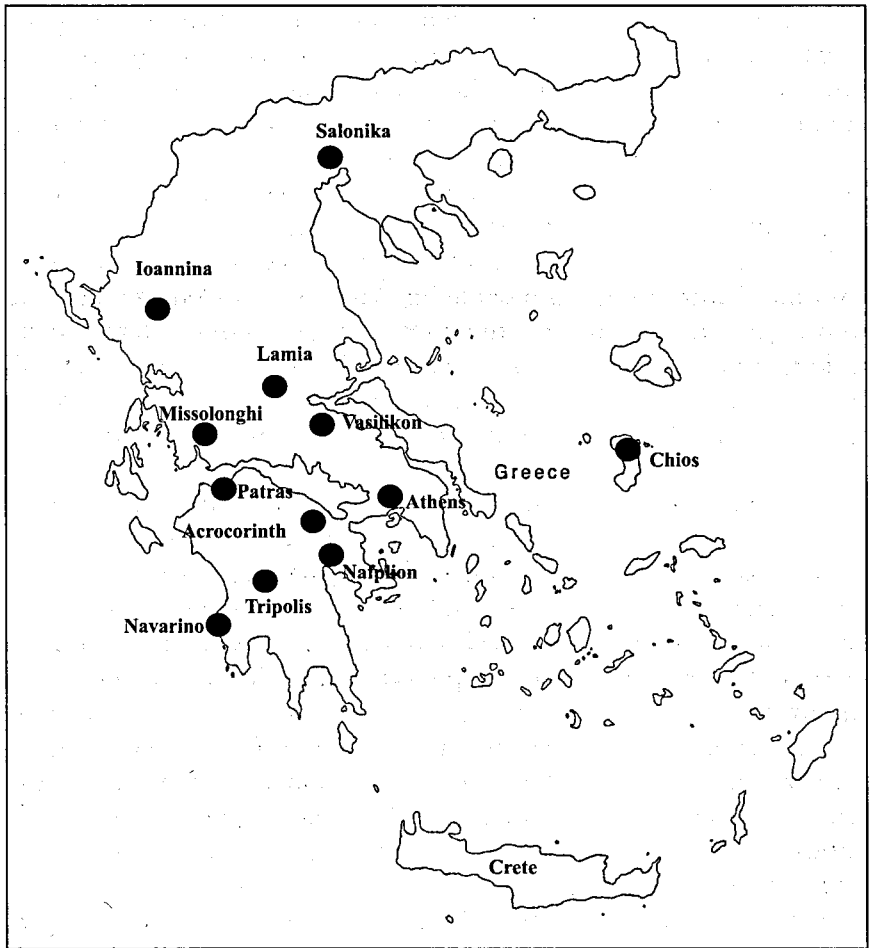 Salonika
Ioannina
Lamia
Missolonghi
Vasilikon
Greece
Chios
Patras
Athens
Acrocorinth
Nafplion
Tripolis
Navarino
Crete